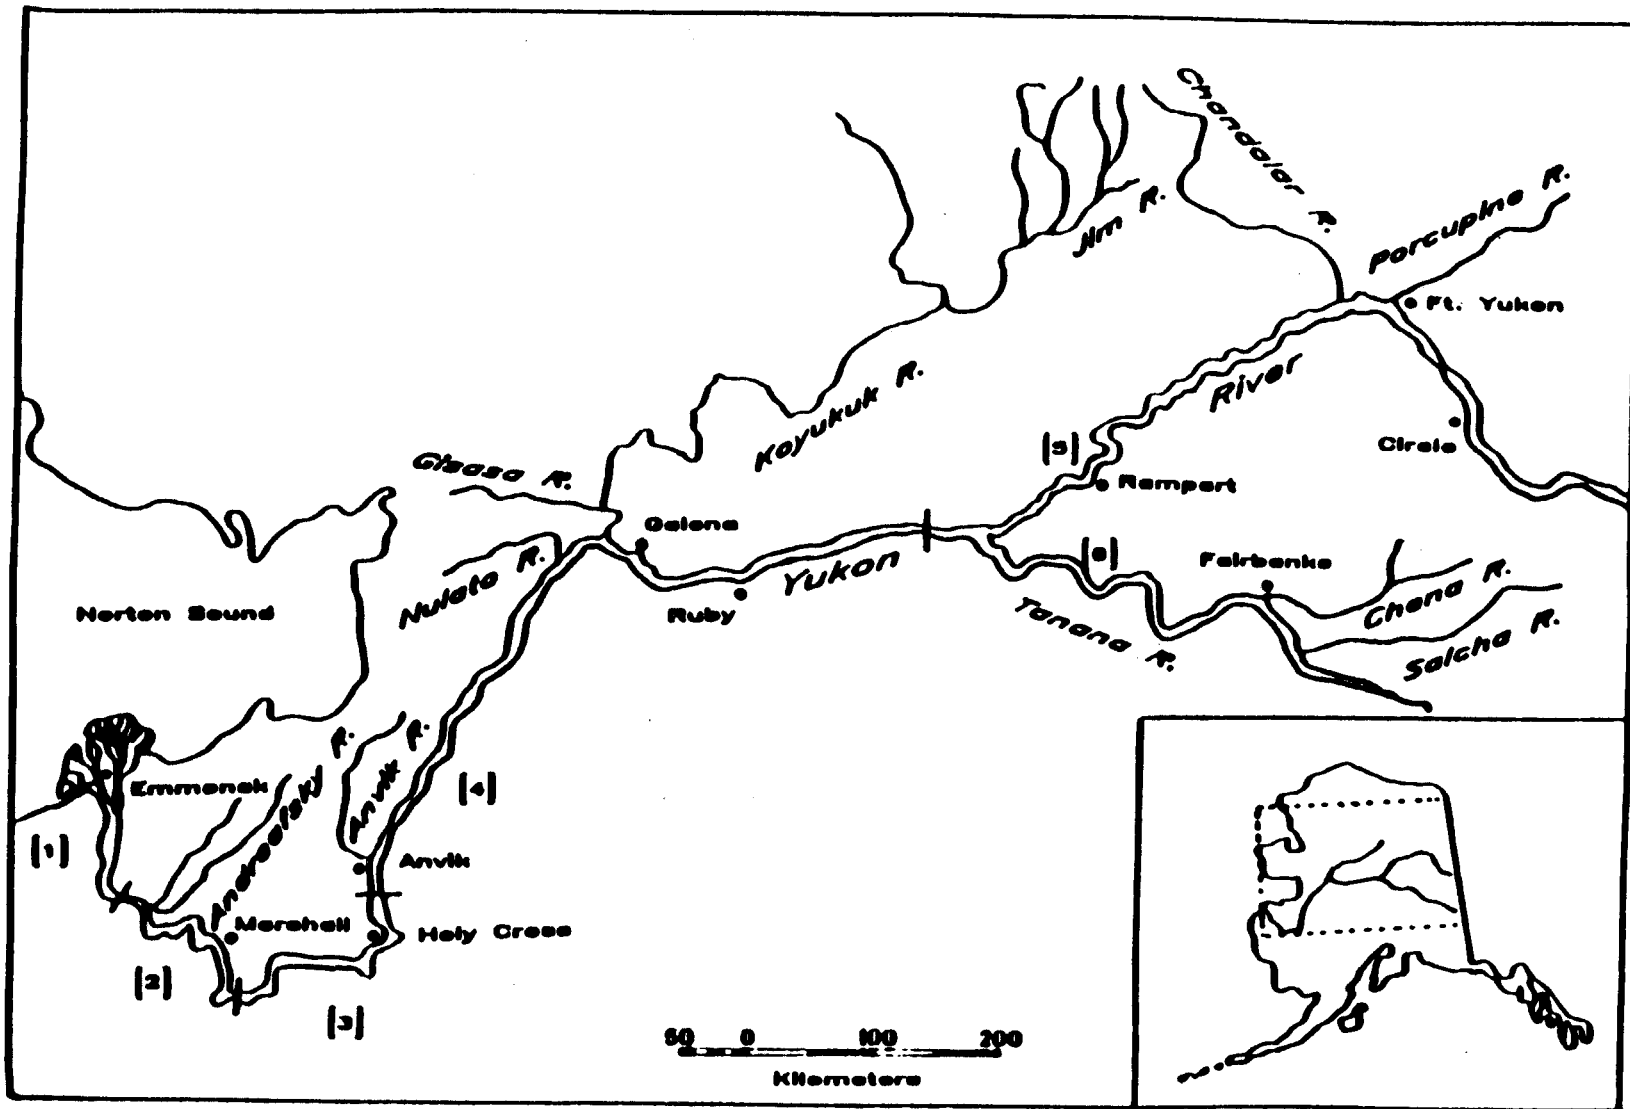 Chandalar R.
Porcupine R.
Jim R.
Ft. Yukon
River
Koyukuk R.
[5]
Circle
Gisasa R.
Rampart
Galena
[6]
Fairbanks
Nulato R.
Yukon
Chena R.
Norton Sound
Ruby
Tanana R.
Salcha R.
Emmonak
Andreafsky R.
Anvik R.
[4]
[1]
Anvik
Marshall
Holy Cross
[2]
[3]
50 0 100 200
Kilometers